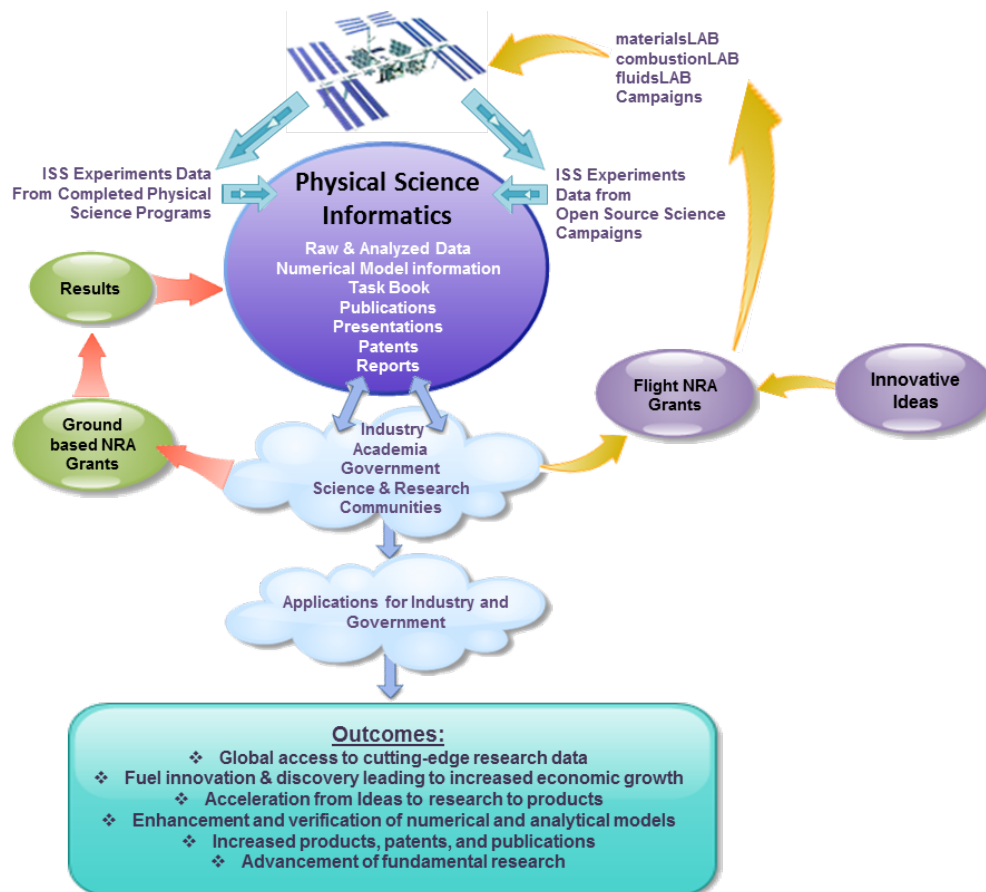 materialsLAB
combustionLAB
fluidsLAB
Campaigns
ISS Experiments Data
From Completed Physical
Science Programs
Physical Science
Informatics
Raw & Analyzed Data
Numerical Model information
Task Book
Publications
Presentations
Patents
Reports
ISS Experiments
Data from
Open Source Science
Campaigns
Results
Ground
based NRA
Grants
Industry
Academia
Government
Science & Research
Communities
Flight NRA
Grants
Innovative
Ideas
Applications for Industry and
Government
Outcomes:
❖ Global access to cutting-edge research data
❖ Fuel innovation & discovery leading to increased economic growth
❖ Acceleration from Ideas to research to products
❖ Enhancement and verification of numerical and analytical models
❖ Increased products, patents, and publications
❖ Advancement of fundamental research